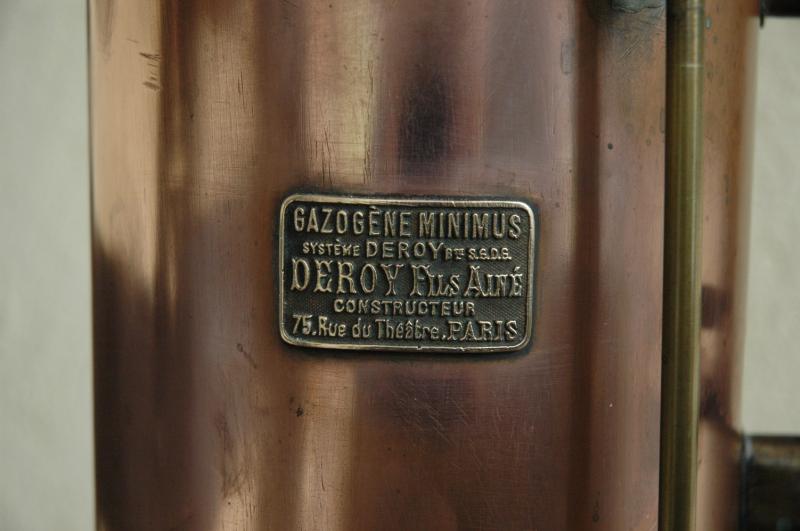 GAZOGÈNE MINIMUS
SYSTÈME DEROY BTE S.G.D.G.
DEROY FILS AINÉ
CONSTRUCTEUR
75, Rue du Théâtre, PARIS